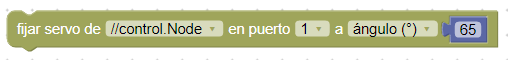 fijar servo de //control.Node en puerto 1 a ángulo (°) 65